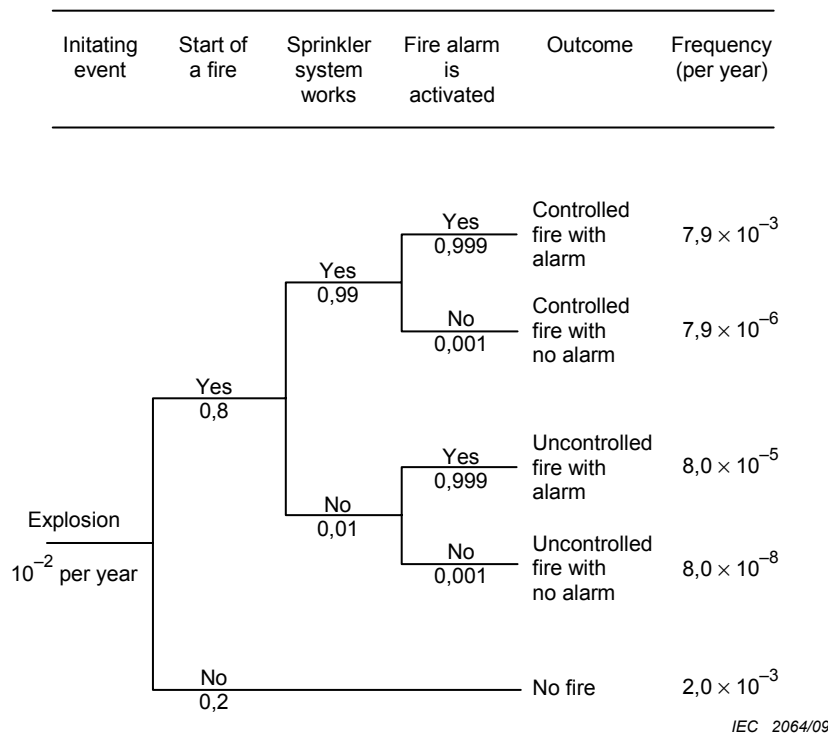 Initating event
Start of a fire
Sprinkler system works
Fire alarm is activated
Outcome
Frequency (per year)
Yes
0,999
Controlled
fire with
alarm
7,9 × 10–3
Yes
0,99
No
0,001
Controlled
fire with
no alarm
7,9 × 10–6
Yes
0,8
Yes
0,999
Uncontrolled
fire with
alarm
8,0 × 10–5
No
0,01
Explosion
10–2 per year
No
0,001
Uncontrolled
fire with
no alarm
8,0 × 10–8
No
0,2
No fire
2,0 × 10–3
IEC 2064/09